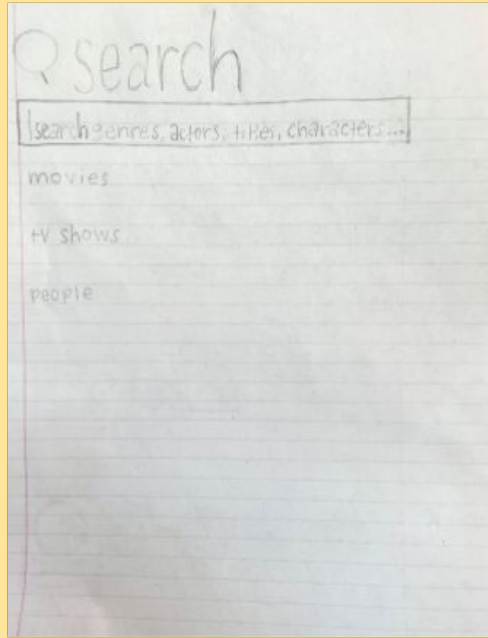 search
search genres, actors, titles, characters...
movies
tv shows
people